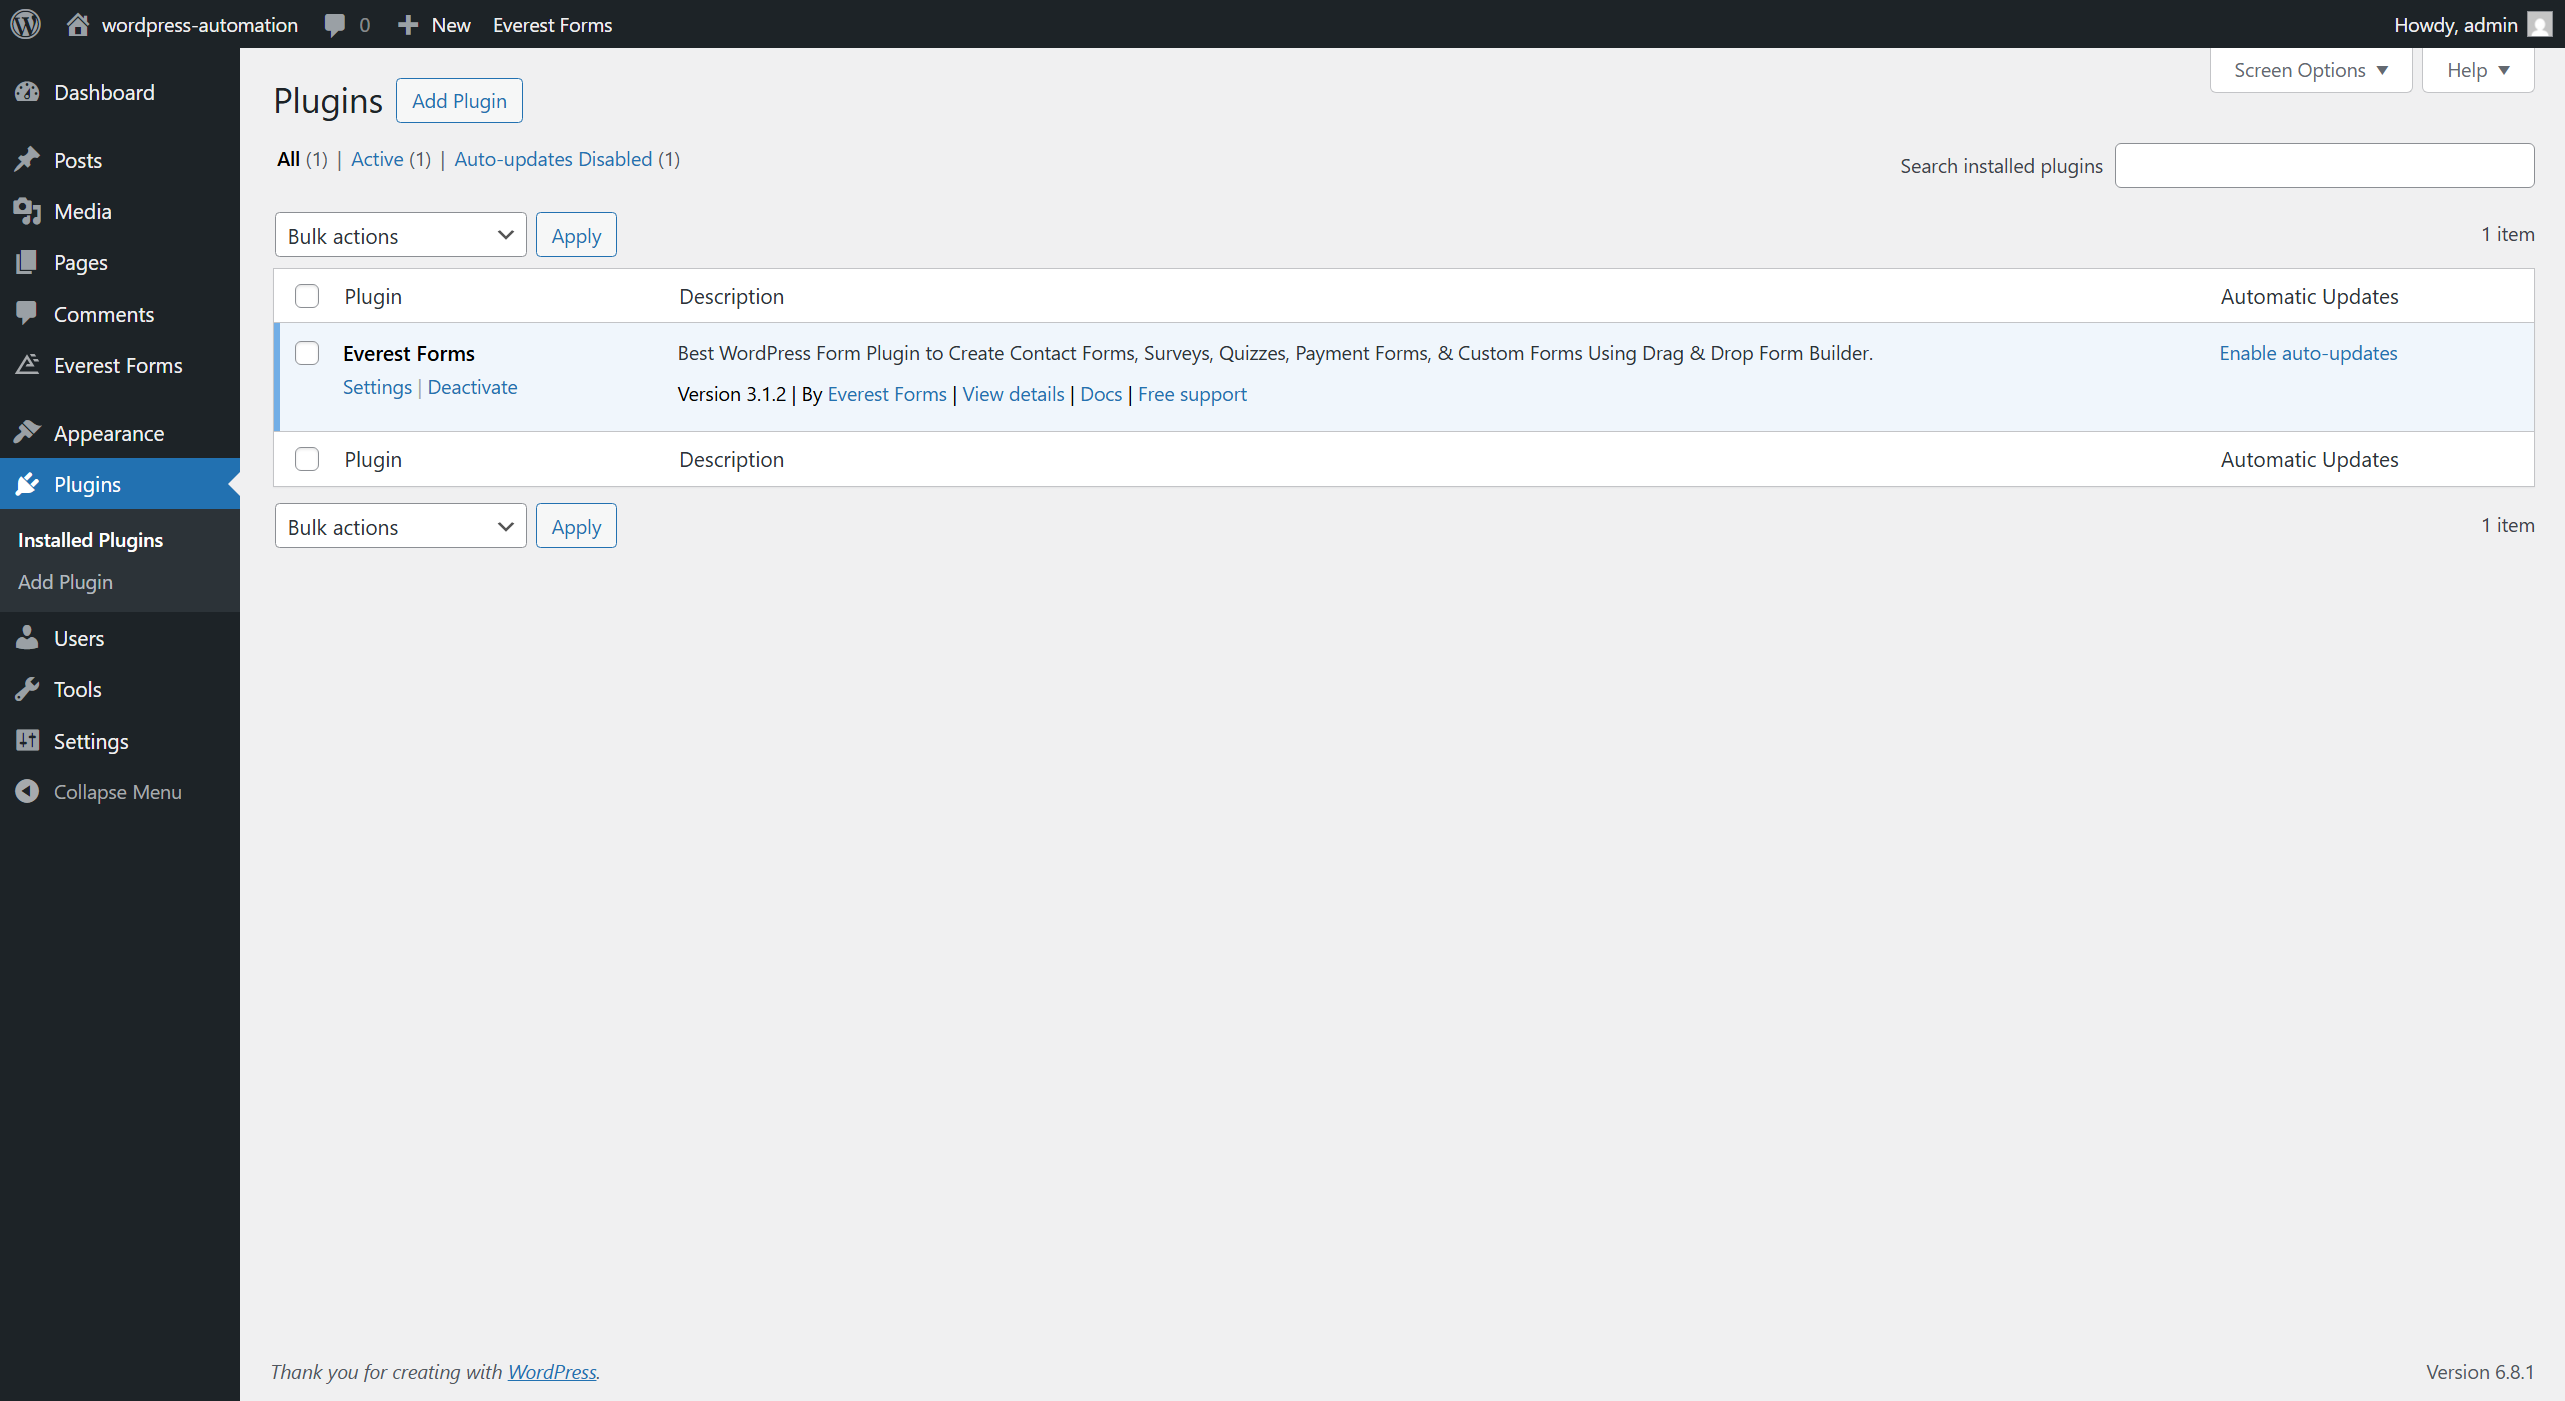 wordpress-automation 0 New Everest Forms Howdy, admin
Dashboard
Posts
Media
Pages
Comments
Everest Forms
Appearance
Plugins
Installed Plugins
Add Plugin
Users
Tools
Settings
Collapse Menu
Screen Options Help
Plugins Add Plugin
All (1) | Active (1) | Auto-updates Disabled (1)
Search installed plugins
Bulk actions Apply 1 item
Plugin Description Automatic Updates
Everest Forms Best WordPress Form Plugin to Create Contact Forms, Surveys, Quizzes, Payment Forms, & Custom Forms Using Drag & Drop Form Builder. Enable auto-updates
Settings | Deactivate Version 3.1.2 | By Everest Forms | View details | Docs | Free support
Plugin Description Automatic Updates
Bulk actions Apply 1 item
Thank you for creating with WordPress. Version 6.8.1